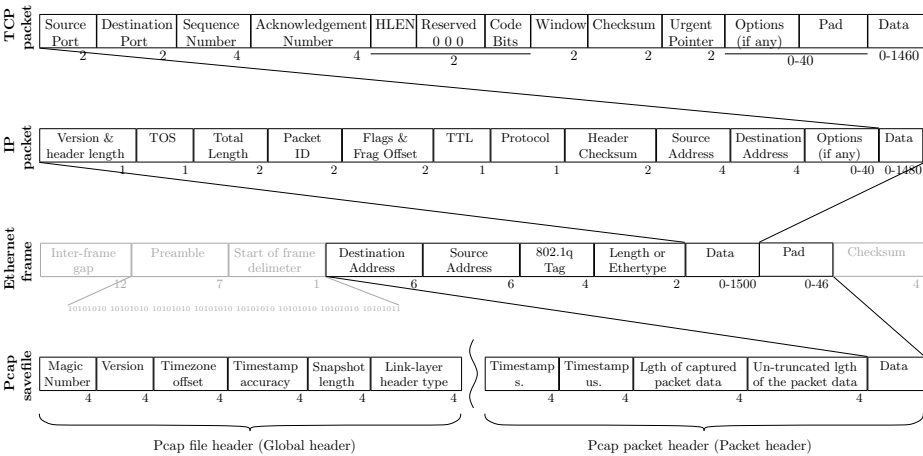 TCP
packet
Source
Port
2
Destination
Port
2
Sequence
Number
4
Acknowledgement
Number
4
HLEN
Reserved
0 0 0
Code
Bits
2
Window
2
Checksum
2
Urgent
Pointer
2
Options
(if any)
Pad
0-40
Data
0-1460
IP
packet
Version &
header length
1
TOS
1
Total
Length
2
Packet
ID
2
Flags &
Frag Offset
2
TTL
1
Protocol
1
Header
Checksum
2
Source
Address
4
Destination
Address
4
Options
(if any)
0-40
Data
0-1480
Ethernet
frame
Inter-frame
gap
12
Preamble
7
Start of frame
delimeter
1
Destination
Address
6
Source
Address
6
802.1q
Tag
4
Length or
Ethertype
2
Data
0-1500
Pad
0-46
Checksum
4
10101010 10101010 10101010 10101010 10101010 10101010 10101010 10101011
Pcap
savefile
Magic
Number
4
Version
4
Timezone
offset
4
Timestamp
accuracy
4
Snapshot
length
4
Link-layer
header type
4
Timestamp
s.
4
Timestamp
us.
4
Lgth of captured
packet data
4
Un-truncated lgth
of the packet data
4
Data
Pcap file header (Global header)
Pcap packet header (Packet header)